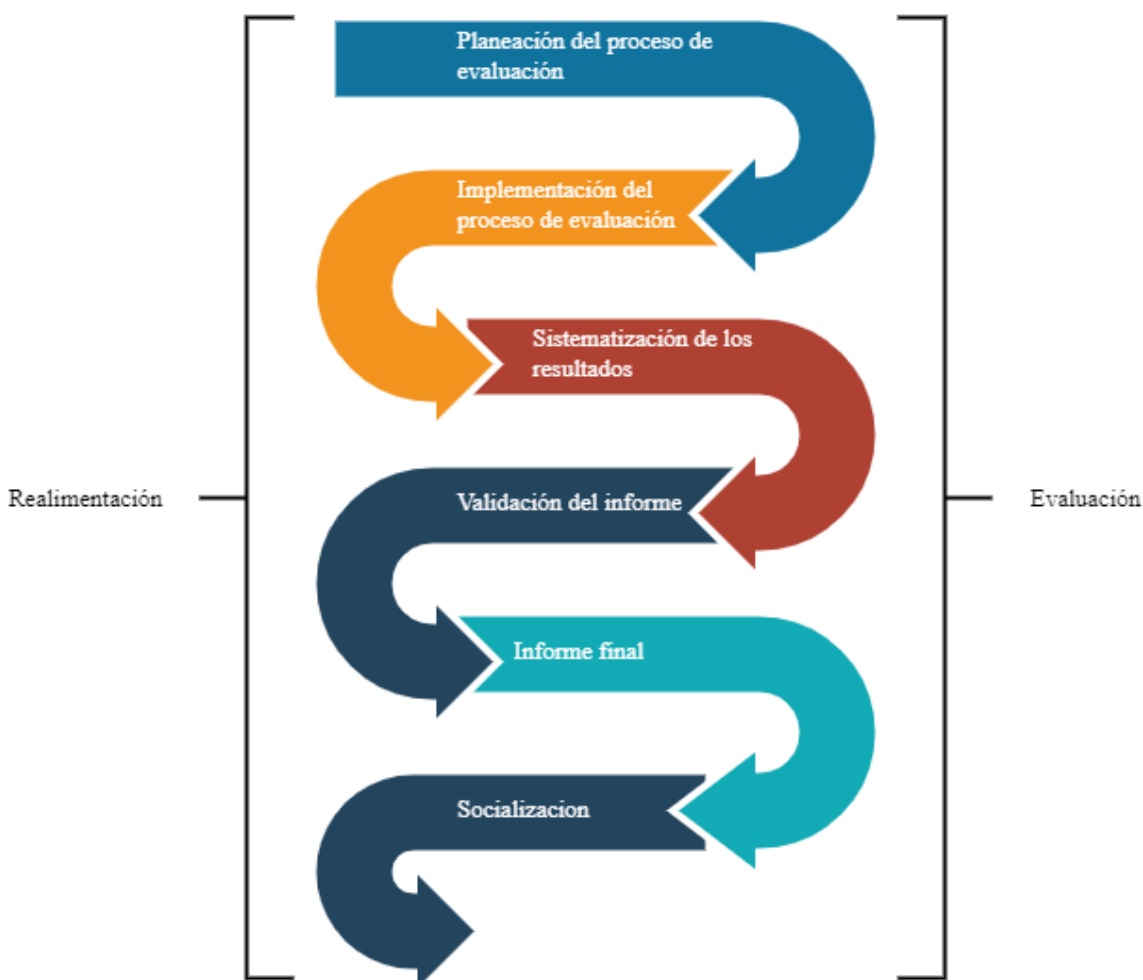 Planeación del proceso de
evaluación
Implementación del
proceso de evaluación
Sistematización de los
resultados
Realimentación
Validación del informe
Evaluación
Informe final
Socializacion